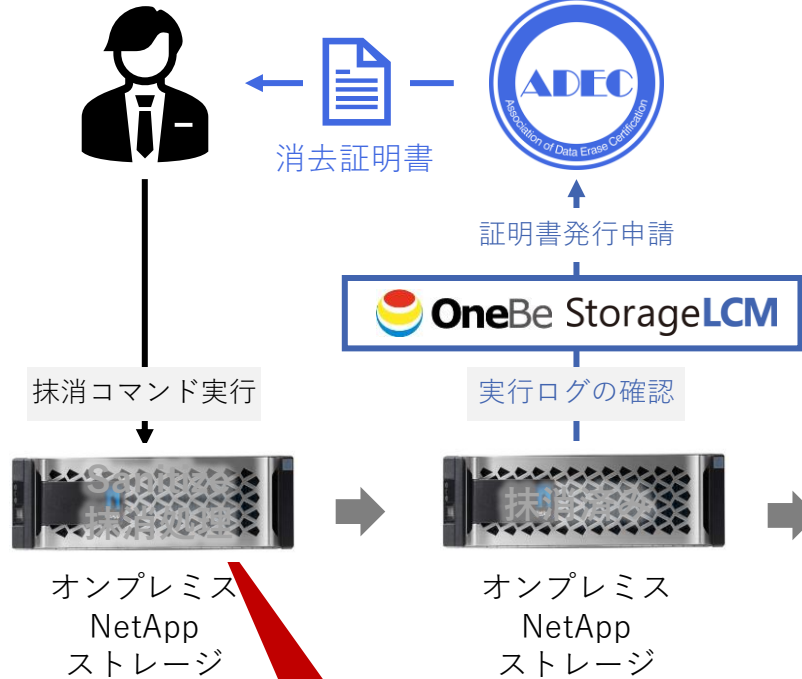 ADEC
Association of Data Erase Certification
消去証明書
証明書発行申請
OneBe StorageLCM
抹消コマンド実行
実行ログの確認
Sanitize
抹消処理
抹消済み
オンプレミス
NetApp
ストレージ
オンプレミス
NetApp
ストレージ